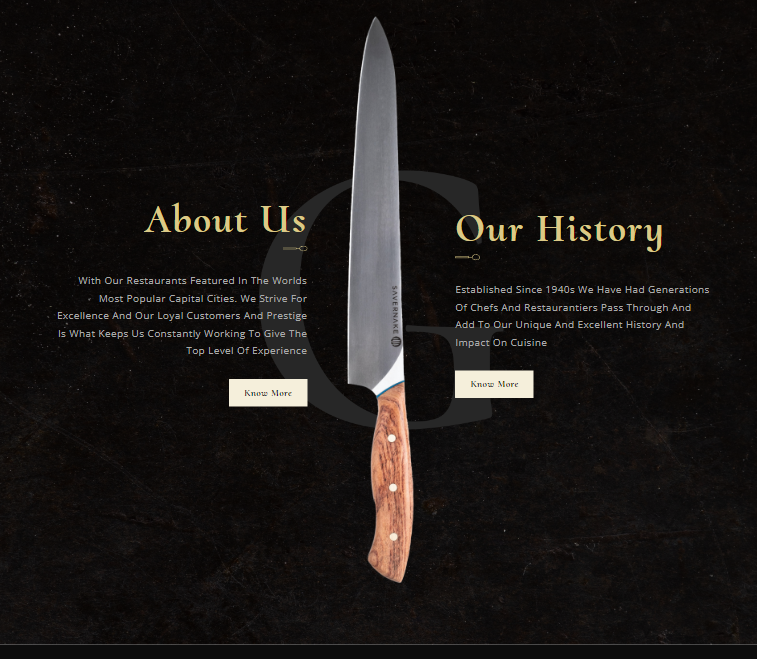 About Us
With Our Restaurants Featured In The Worlds
Most Popular Capital Cities. We Strive For
Excellence And Our Loyal Customers And Prestige
Is What Keeps Us Constantly Working To Give The
Top Level Of Experience
Know More
G
SAVERNAKE
Our History
Established Since 1940s We Have Had Generations
Of Chefs And Restaurantiers Pass Through And
Add To Our Unique And Excellent History And
Impact On Cuisine
Know More